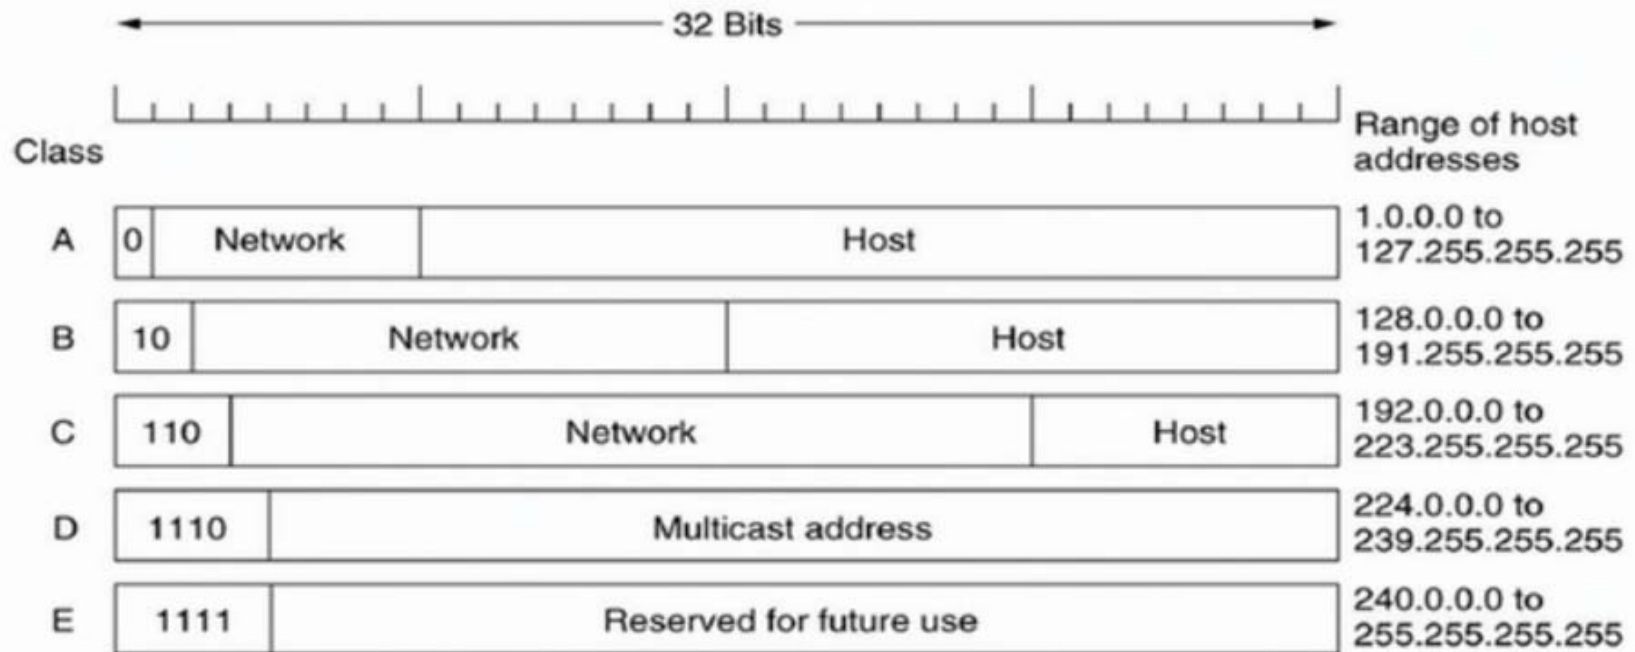 32 Bits
Range of host
addresses
Class
A 0 Network Host 1.0.0.0 to
127.255.255.255
B 10 Network Host 128.0.0.0 to
191.255.255.255
C 110 Network Host 192.0.0.0 to
223.255.255.255
D 1110 Multicast address 224.0.0.0 to
239.255.255.255
E 1111 Reserved for future use 240.0.0.0 to
255.255.255.255